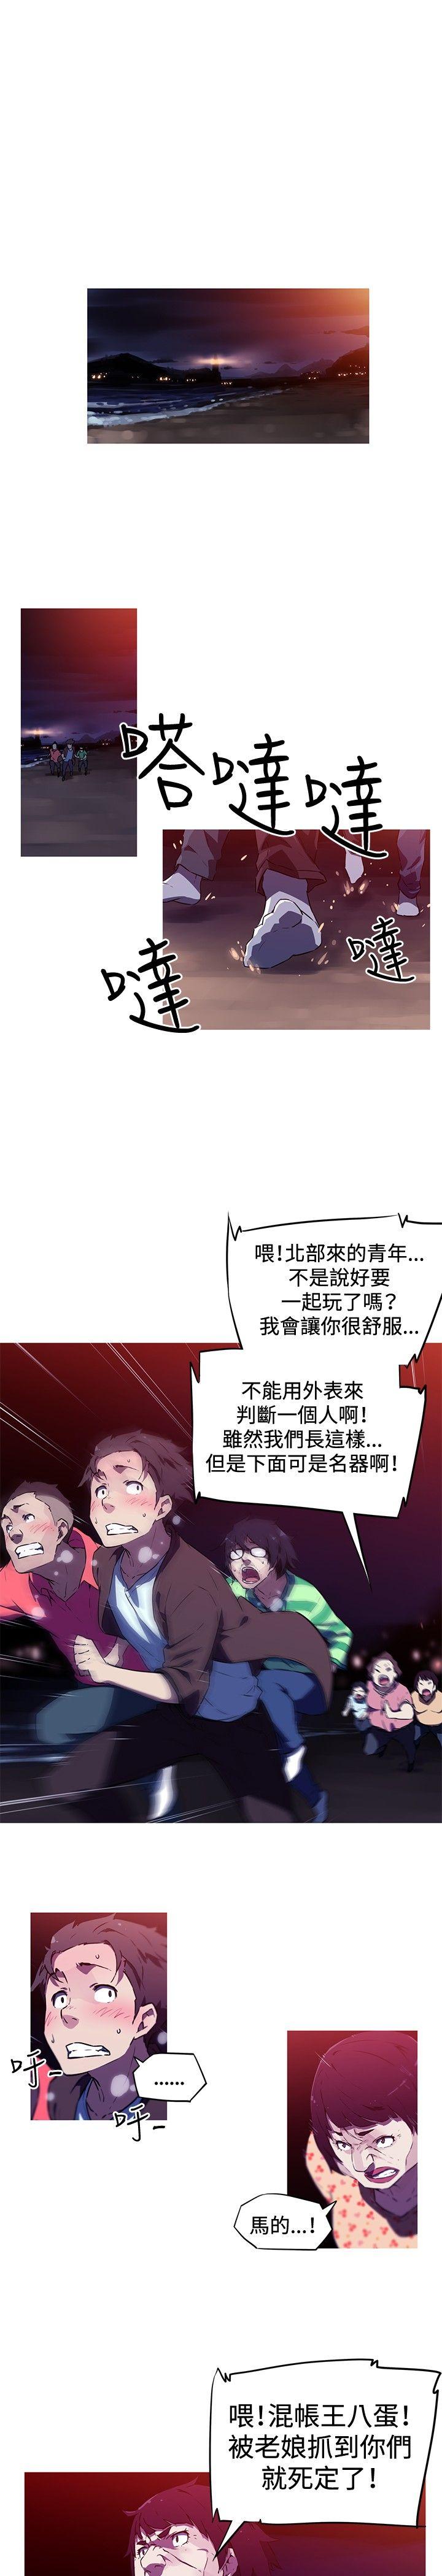 嗒噠噠
噠
噠
喂！北部來的青年...
不是說好要
一起玩了嗎？
我會讓你很舒服...
不能用外表來
判斷一個人啊！
雖然我們長這樣...
但是下面可是名器啊！
吁-
......
吁-
馬的...！
喂！混帳王八蛋！
被老娘抓到你們
就死定了！